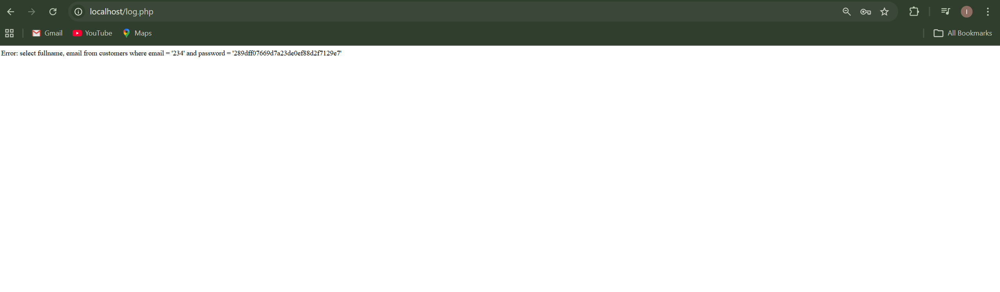 localhost/log.php
I
Gmail YouTube Maps All Bookmarks
Error: select fullname, email from customers where email = '234' and password = '289dff07669d7a23de0ef88d2f7129e7'